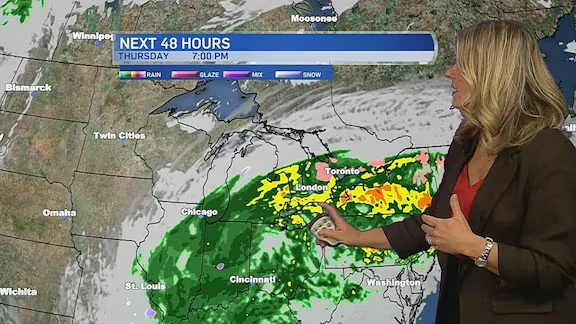 Moosonee
Winnipeg
NEXT 48 HOURS
THURSDAY 7:00 PM
RAIN GLAZE MIX SNOW
Bismarck
Twin Cities
Toronto
London
Omaha
Chicago
Wichita
St. Louis
Cincinnati
Washington